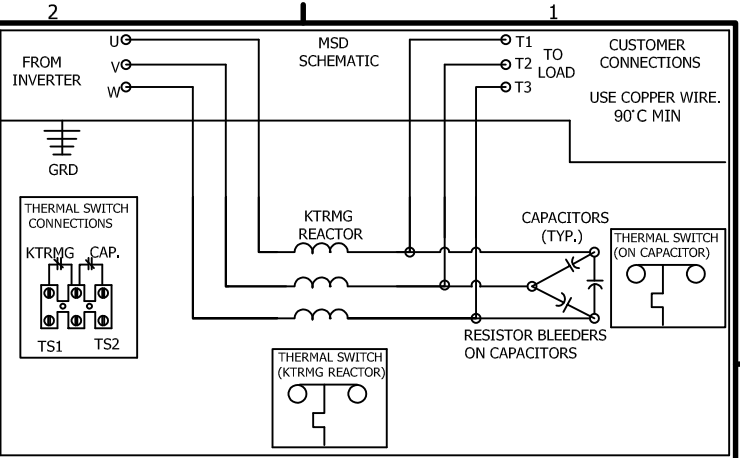 2
1
FROM
INVERTER
U
V
W
MSD
SCHEMATIC
T1
T2
T3
TO
LOAD
CUSTOMER
CONNECTIONS
USE COPPER WIRE.
90°C MIN
GRD
THERMAL SWITCH
CONNECTIONS
KTRMG CAP.
TS1 TS2
KTRMG
REACTOR
CAPACITORS
(TYP.)
THERMAL SWITCH
(ON CAPACITOR)
RESISTOR BLEEDERS
ON CAPACITORS
THERMAL SWITCH
(KTRMG REACTOR)